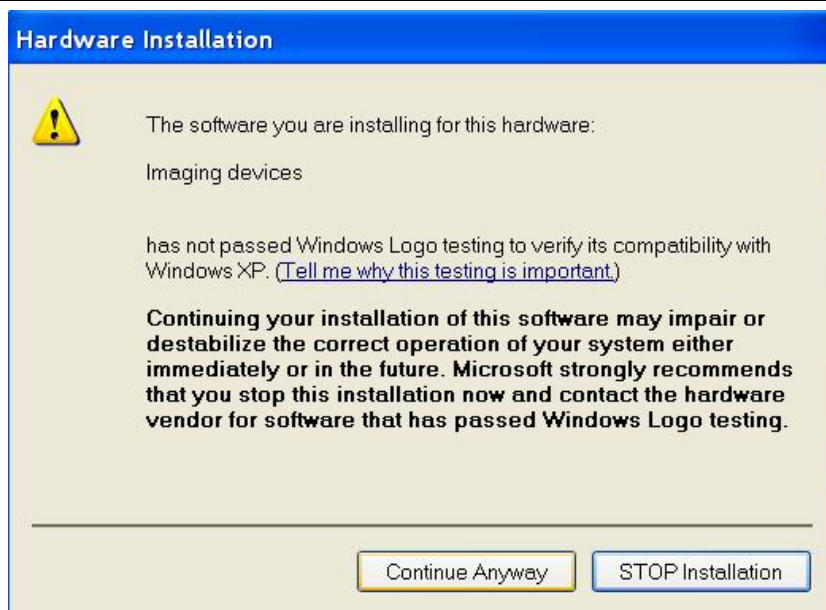 Hardware Installation
The software you are installing for this hardware:
Imaging devices
has not passed Windows Logo testing to verify its compatibility with
Windows XP. (Tell me why this testing is important.)
Continuing your installation of this software may impair or
destabilize the correct operation of your system either
immediately or in the future. Microsoft strongly recommends
that you stop this installation now and contact the hardware
vendor for software that has passed Windows Logo testing.
Continue Anyway
STOP Installation